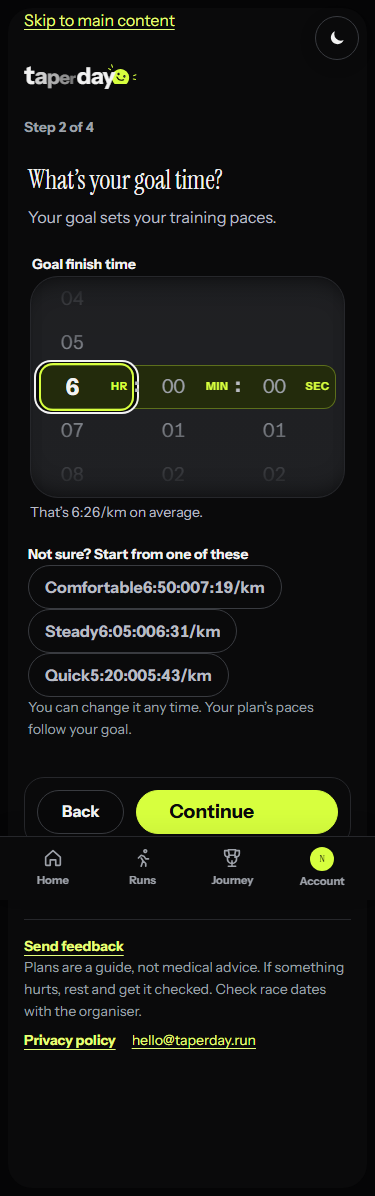 Skip to main content
taperday
Step 2 of 4
What's your goal time?
Your goal sets your training paces.
Goal finish time
04
05
6 HR : 00 MIN : 00 SEC
07 01 01
08 02 02
That's 6:26/km on average.
Not sure? Start from one of these
Comfortable6:50:007:19/km
Steady6:05:006:31/km
Quick5:20:005:43/km
You can change it any time. Your plan's paces
follow your goal.
Back Continue
N
Home Runs Journey Account
Send feedback
Plans are a guide, not medical advice. If something
hurts, rest and get it checked. Check race dates
with the organiser.
Privacy policy hello@taperday.run